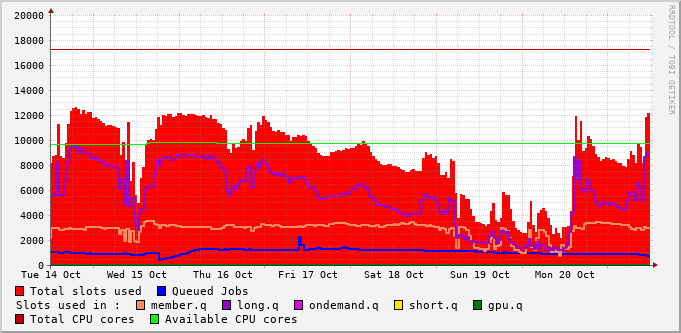 RRDTOOL / TOBI OETIKER
20000
18000
16000
14000
12000
10000
8000
6000
4000
2000
0
Tue 14 Oct Wed 15 Oct Thu 16 Oct Fri 17 Oct Sat 18 Oct Sun 19 Oct Mon 20 Oct
Total slots used Queued Jobs
Slots used in : member.q long.q ondemand.q short.q gpu.q
Total CPU cores Available CPU cores